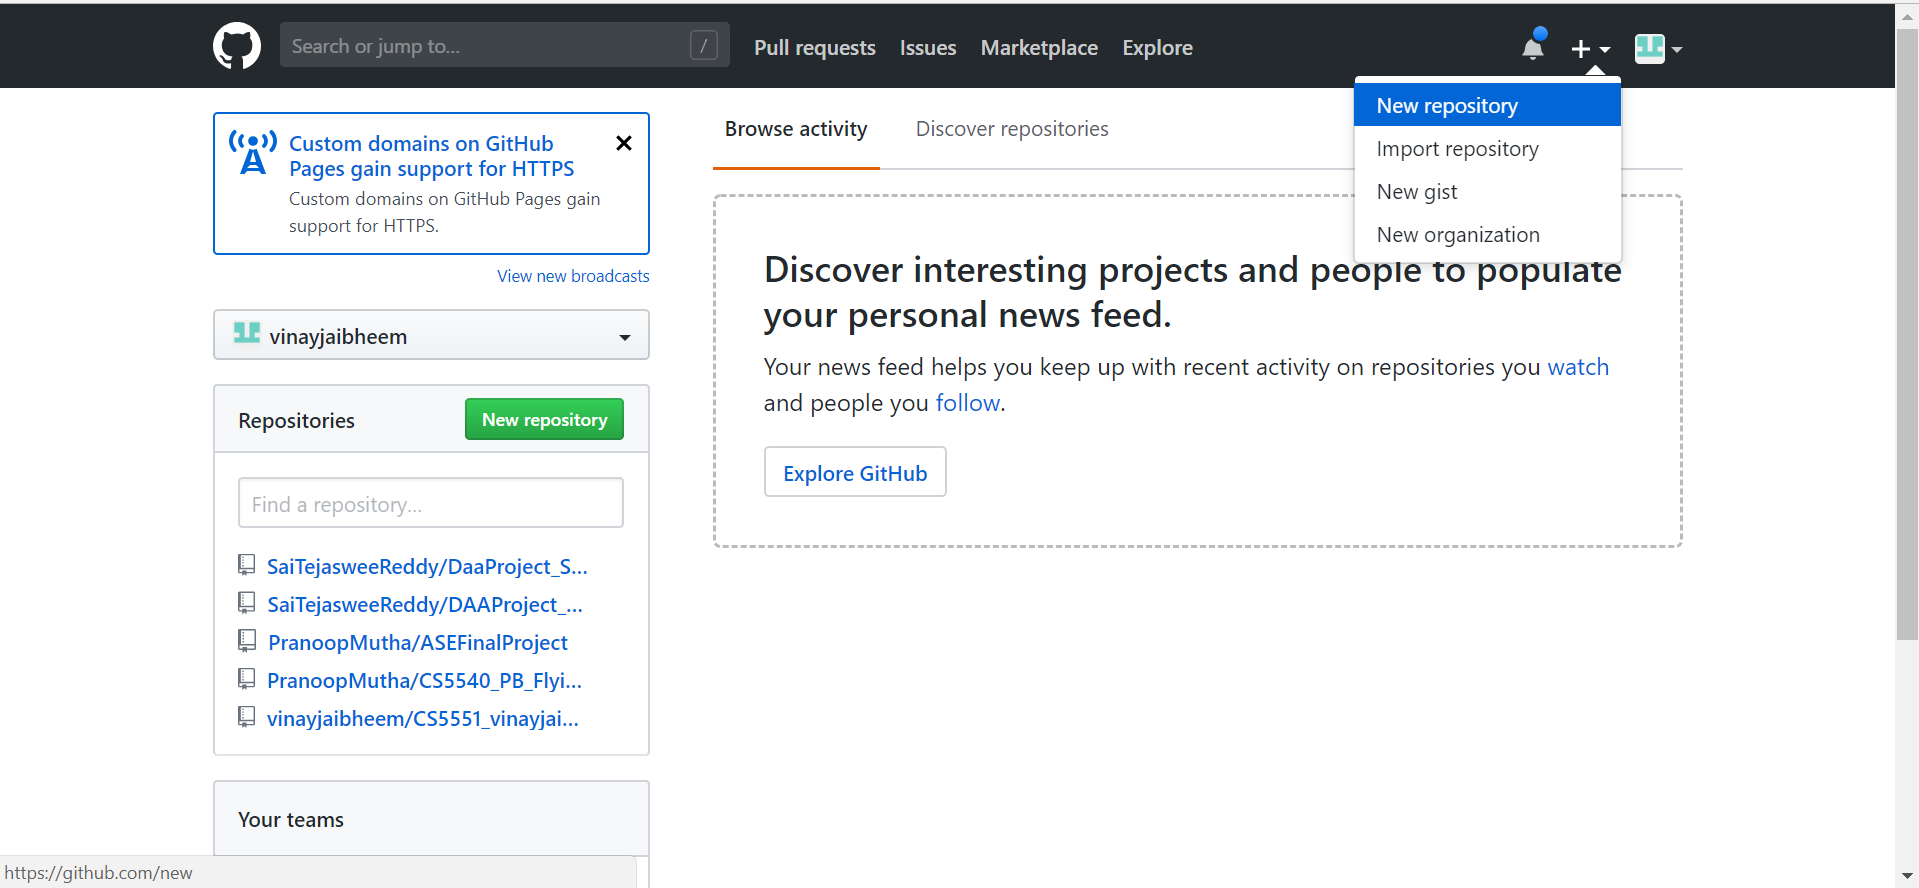 Search or jump to...
/
Pull requests
Issues
Marketplace
Explore
New repository
Import repository
New gist
New organization
Custom domains on GitHub
Pages gain support for HTTPS
Custom domains on GitHub Pages gain
support for HTTPS.
View new broadcasts
vinayjaibheem
Repositories
New repository
Find a repository...
SaiTejasweeReddy/DaaProject_S...
SaiTejasweeReddy/DAAProject_...
PranoopMutha/ASEFinalProject
PranoopMutha/CS5540_PB_Flyi...
vinayjaibheem/CS5551_vinayjai...
Your teams
Browse activity
Discover repositories
Discover interesting projects and people to populate
your personal news feed.
Your news feed helps you keep up with recent activity on repositories you watch
and people you follow.
Explore GitHub
https://github.com/new